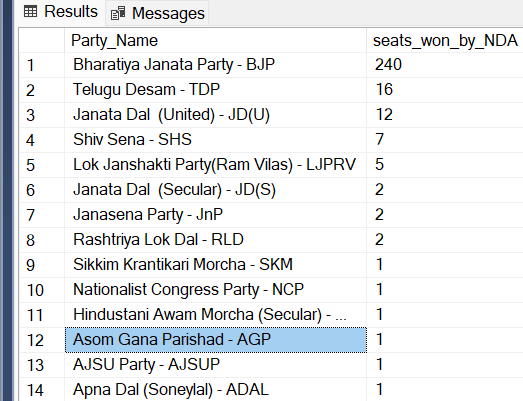 Results Messages
Party_Name seats_won_by_NDA
1 Bharatiya Janata Party - BJP 240
2 Telugu Desam - TDP 16
3 Janata Dal  (United) - JD(U) 12
4 Shiv Sena - SHS 7
5 Lok Janshakti Party(Ram Vilas) - LJPRV 5
6 Janata Dal  (Secular) - JD(S) 2
7 Janasena Party - JnP 2
8 Rashtriya Lok Dal - RLD 2
9 Sikkim Krantikari Morcha - SKM 1
10 Nationalist Congress Party - NCP 1
11 Hindustani Awam Morcha (Secular) - ... 1
12 Asom Gana Parishad - AGP 1
13 AJSU Party - AJSUP 1
14 Apna Dal (Soneylal) - ADAL 1